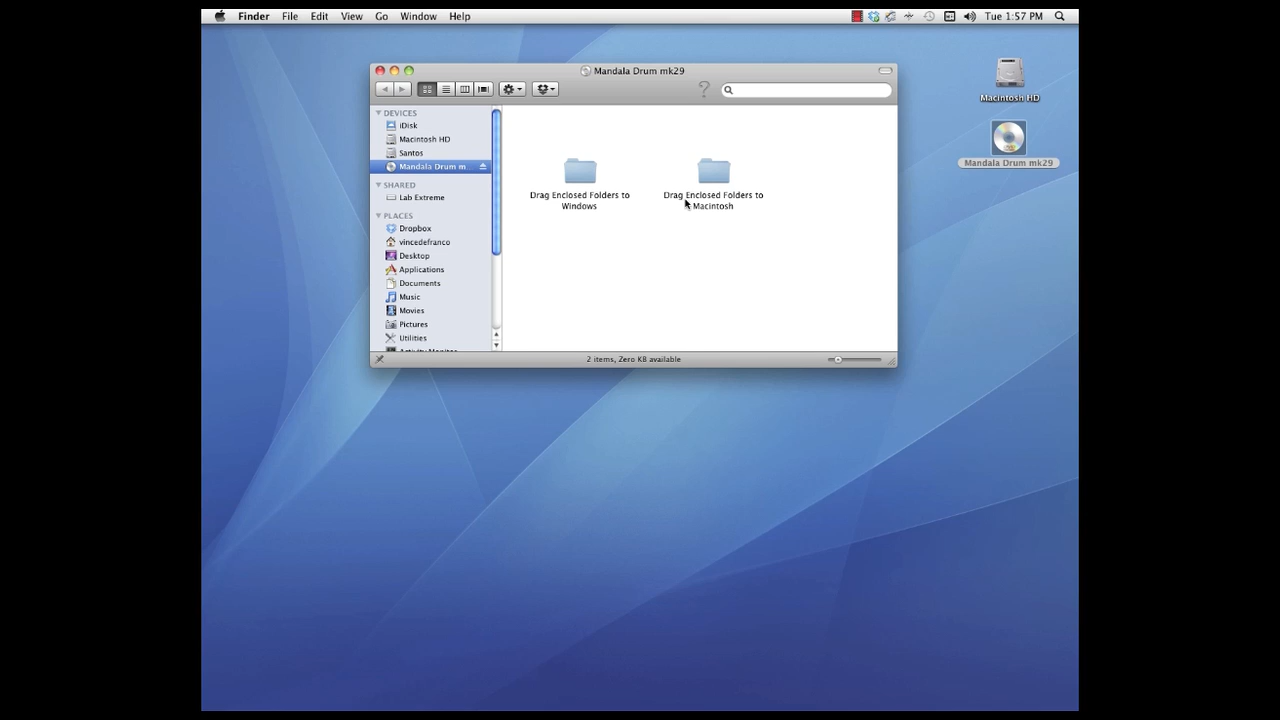 Finder File Edit View Go Window Help Tue 1:57 PM
Mandala Drum mk29
DEVICES
iDisk
Macintosh HD
Santos
Mandala Drum m...
SHARED
Lab Extreme
PLACES
Dropbox
vincedefranco
Desktop
Applications
Documents
Music
Movies
Pictures
Utilities
Activity Monitor
Drag Enclosed Folders to
Windows
Drag Enclosed Folders to
Macintosh
2 items, Zero KB available
Macintosh HD
Mandala Drum mk29